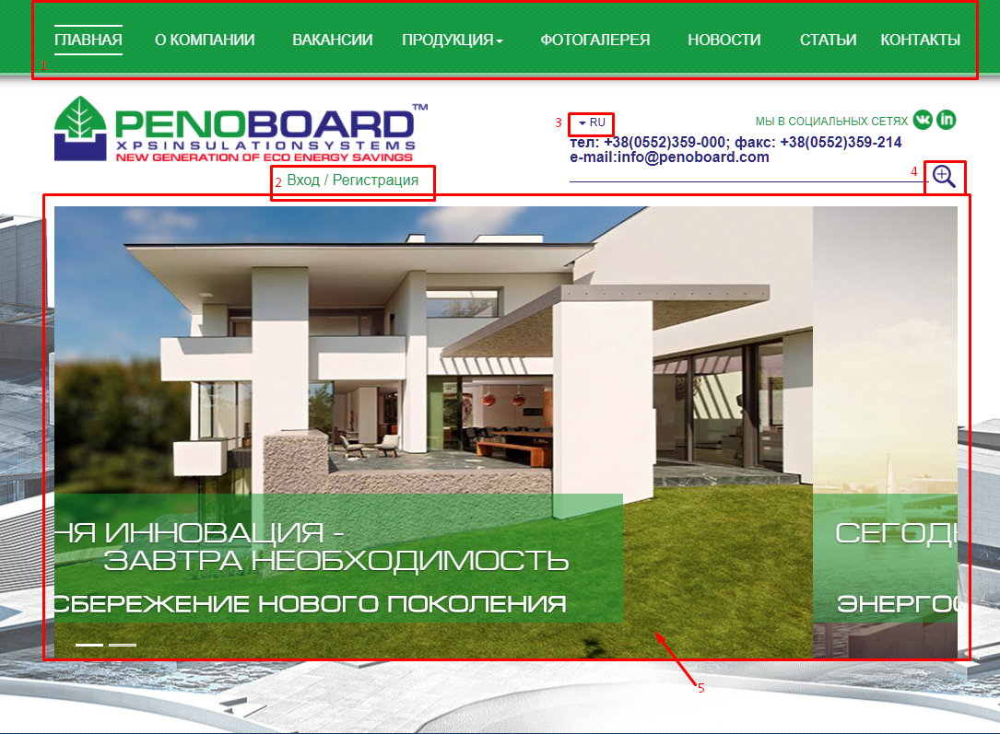 ГЛАВНАЯ О КОМПАНИИ ВАКАНСИИ ПРОДУКЦИЯ ФОТОГАЛЕРЕЯ НОВОСТИ СТАТЬИ КОНТАКТЫ
1
PENOBOARD™
XPSINSULATIONSYSTEMS
NEW GENERATION OF ECO ENERGY SAVINGS
3 RU
МЫ В СОЦИАЛЬНЫХ СЕТЯХ
тел: +38(0552)359-000; факс: +38(0552)359-214
e-mail:info@penoboard.com
2 Вход / Регистрация
4
НЯ ИННОВАЦИЯ -
ЗАВТРА НЕОБХОДИМОСТЬ
СБЕРЕЖЕНИЕ НОВОГО ПОКОЛЕНИЯ
СЕГОДН
ЭНЕРГОС
5